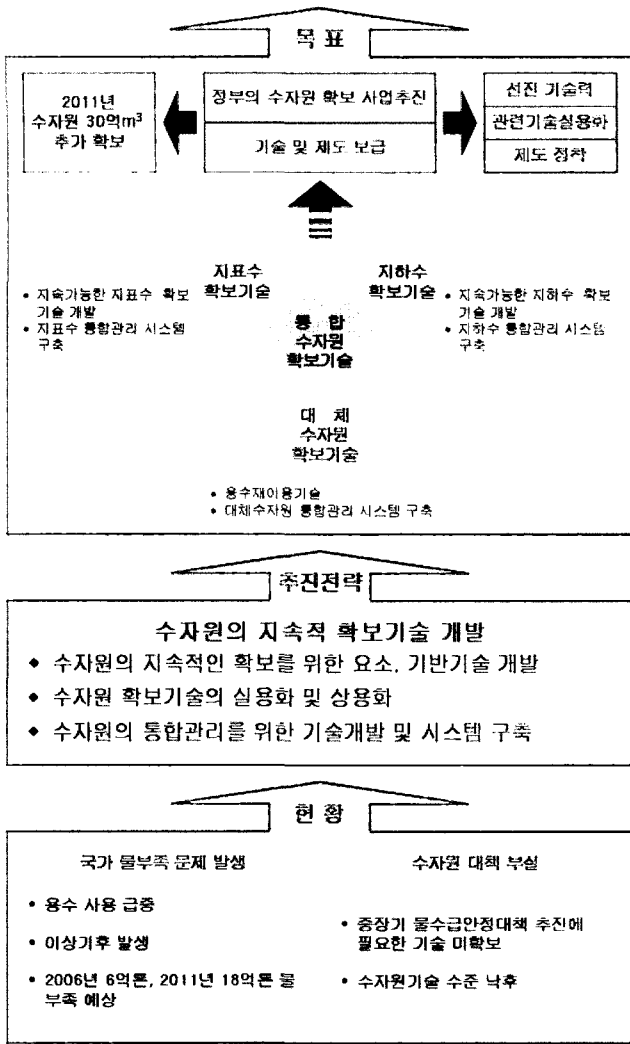 목 표
2011년
수자원 30억m³
추가 확보
정부의 수자원 확보 사업추진
기술 및 제도 보급
선진 기술력
관련기술실용화
제도 정착
지표수
확보기술
• 지속가능한 지표수 확보
기술 개발
• 지표수 통합관리 시스템
구축
지하수
확보기술
• 지속가능한 지하수 확보
기술 개발
• 지하수 통합관리 시스템
구축
통 합
수자원
확보기술
대 체
수자원
확보기술
• 용수재이용기술
• 대체수자원 통합관리 시스템 구축
추진전략
수자원의 지속적 확보기술 개발
◆ 수자원의 지속적인 확보를 위한 요소, 기반기술 개발
◆ 수자원 확보기술의 실용화 및 상용화
◆ 수자원의 통합관리를 위한 기술개발 및 시스템 구축
현 황
국가 물부족 문제 발생
• 용수 사용 급증
• 이상기후 발생
• 2006년 6억톤, 2011년 18억톤 물
부족 예상
수자원 대책 부실
• 중장기 물수급안정대책 추진에
필요한 기술 미확보
• 수자원기술 수준 낙후